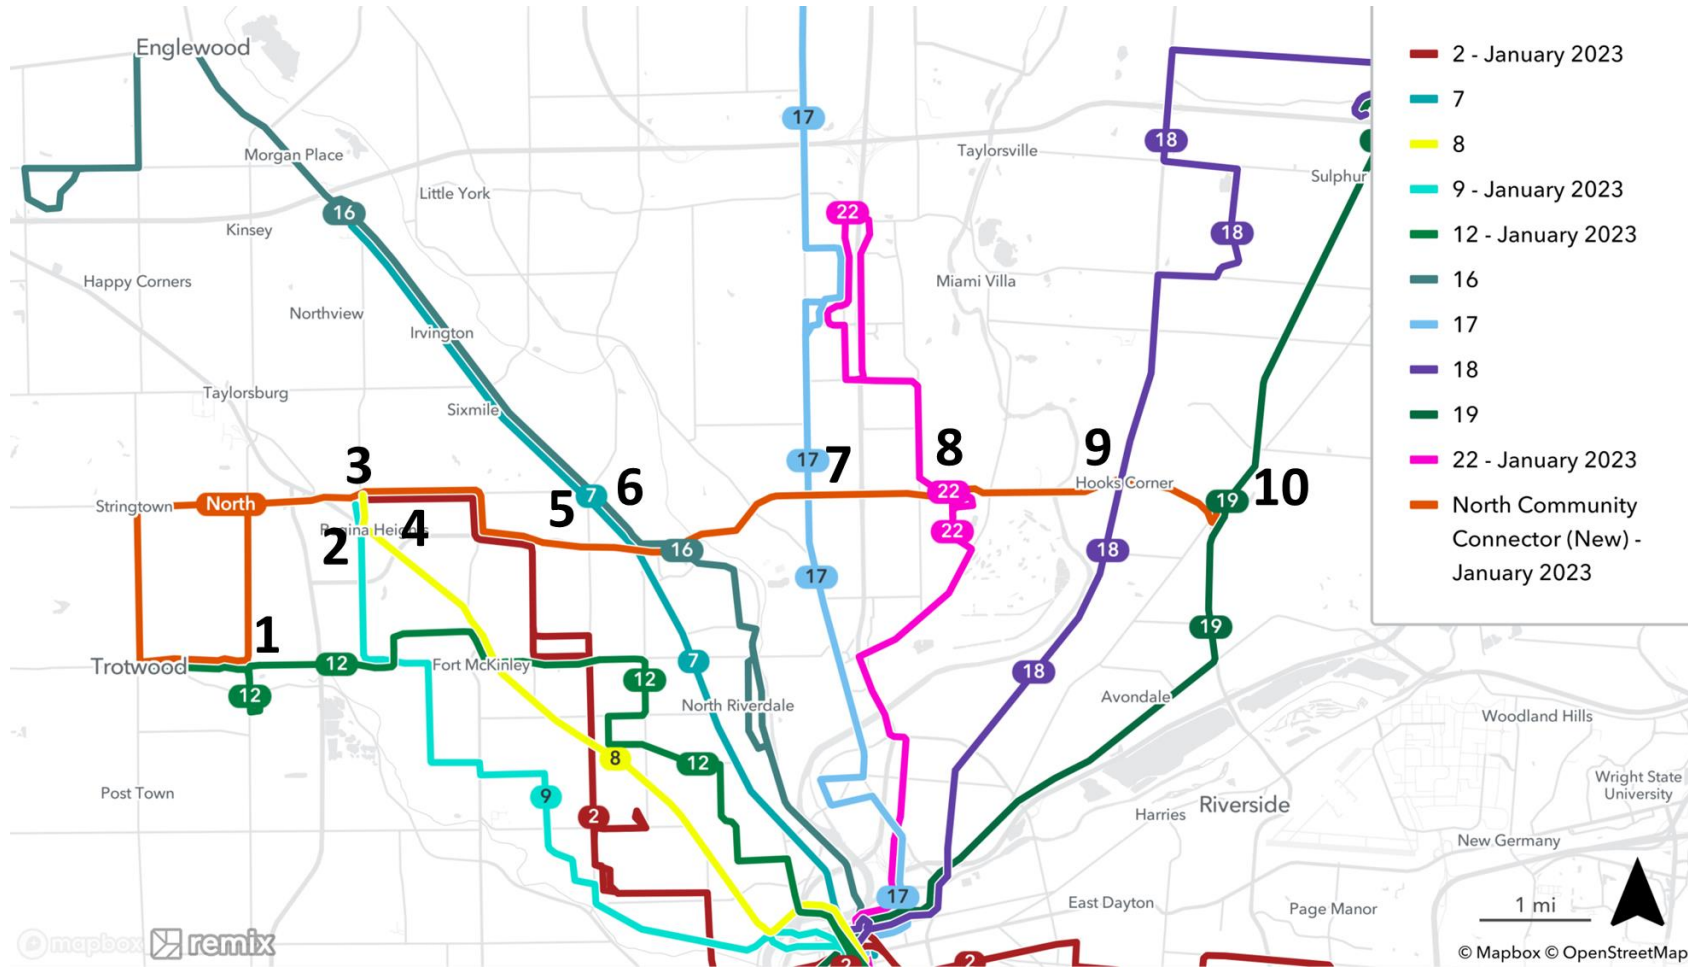 Englewood
2 - January 2023
7
17
8
18
Morgan Place
Taylorsville
Sulphur
Little York
9 - January 2023
16
22
Kinsey
18
12 - January 2023
Happy Corners
Miami Villa
16
Northview
Irvington
17
18
Taylorsburg
Sixmile
19
17
7
8
9
22 - January 2023
3
Hooks Corner
Stringtown
North
7
6
22
19
10
North Community
Connector (New) -
January 2023
5
4
2
22
16
18
17
1
19
Trotwood
12
Fort McKinley
7
18
12
12
North Riverdale
Avondale
Woodland Hills
8
12
Post Town
9
2
Riverside
Harries
Wright State
University
New Germany
17
East Dayton
Page Manor
1 mi
mapbox
remix
2
2
© Mapbox © OpenStreetMap